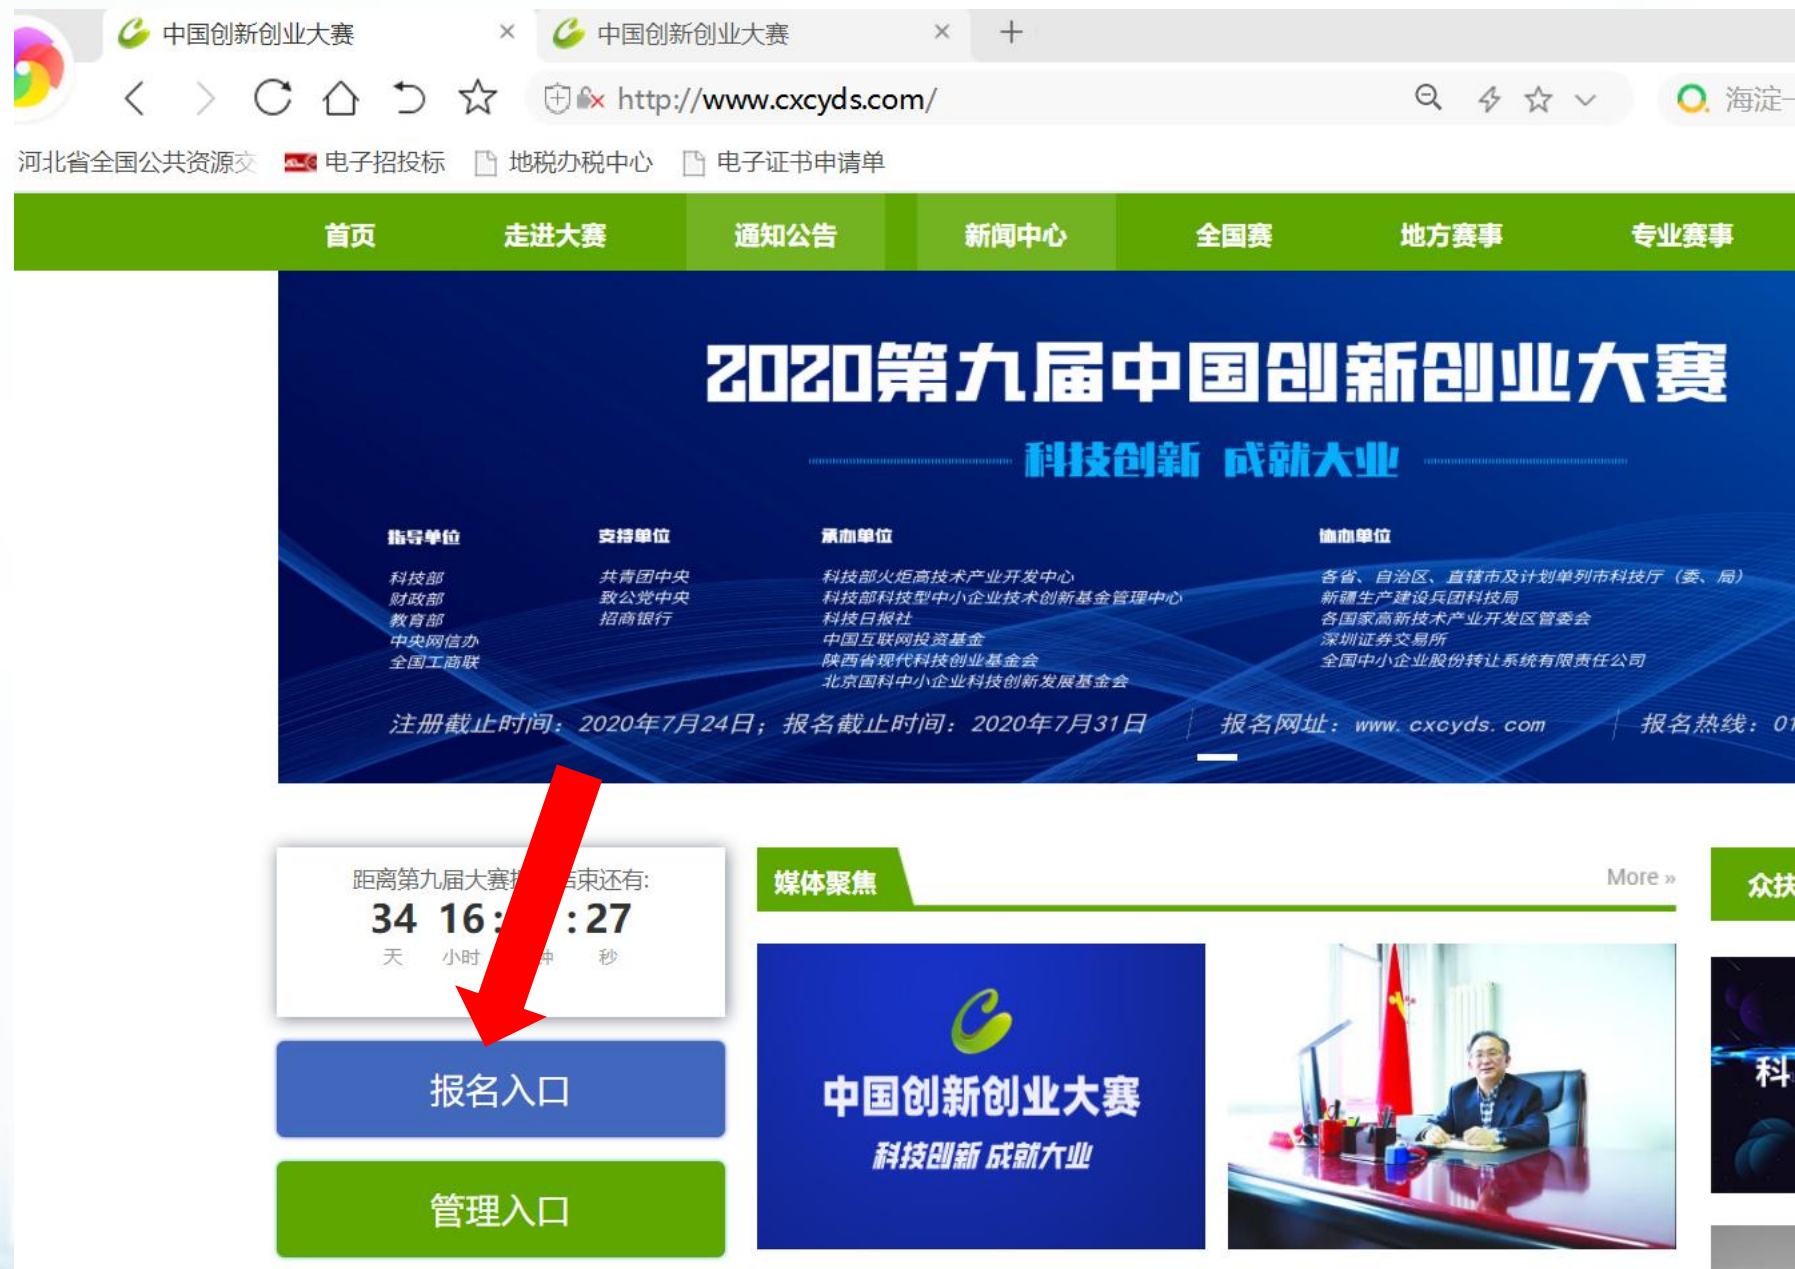 中国创新创业大赛
中国创新创业大赛
http://www.cxcyds.com/
海淀
河北省全国公共资源交
电子招投标
地税办税中心
电子证书申请单
首页
走进大赛
通知公告
新闻中心
全国赛
地方赛事
专业赛事
2020第九届中国创新创业大赛
科技创新 成就大业
指导单位
科技部
财政部
教育部
中央网信办
全国工商联
支持单位
共青团中央
致公党中央
招商银行
承办单位
科技部火炬高技术产业开发中心
科技部科技型中小企业技术创新基金管理中心
科技日报社
中国互联网投资基金
陕西省现代科技创业基金会
北京国科中小企业科技创新发展基金会
协办单位
各省、自治区、直辖市及计划单列市科技厅（委、局）
新疆生产建设兵团科技局
各国家高新技术产业开发区管委会
深圳证券交易所
全国中小企业股份转让系统有限责任公司
注册截止时间：2020年7月24日；报名截止时间：2020年7月31日
报名网址：www.cxcyds.com
报名热线：01
距离第九届大赛 束还有:
34 16: :27
天 小时 钟 秒
报名入口
管理入口
媒体聚焦
More »
众扶
中国创新创业大赛
科技创新 成就大业
科